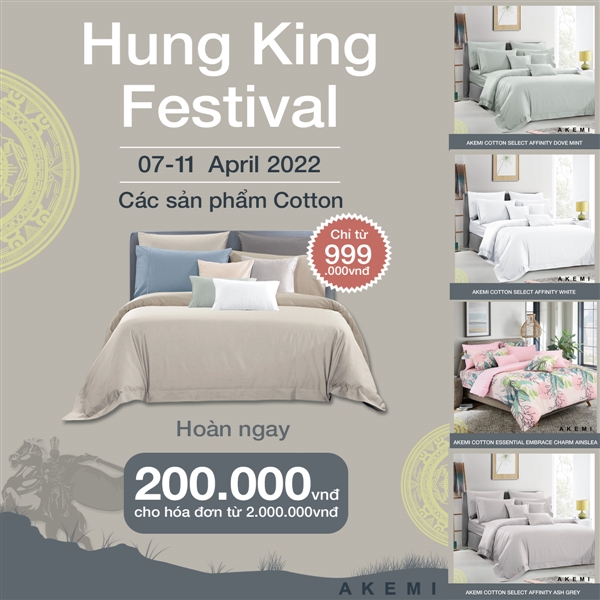 Hung King
Festival
07-11 April 2022
Các sản phẩm Cotton
Chỉ từ
999
.000vnđ
Hoàn ngay
200.000vnđ
cho hóa đơn từ 2.000.000vnđ
AKEMI
AKEMI
AKEMI COTTON SELECT AFFINITY DOVE MINT
AKEMI
AKEMI COTTON SELECT AFFINITY WHITE
AKEMI
AKEMI COTTON ESSENTIAL EMBRACE CHARM AINSLEA
AKEMI
AKEMI COTTON SELECT AFFINITY ASH GREY